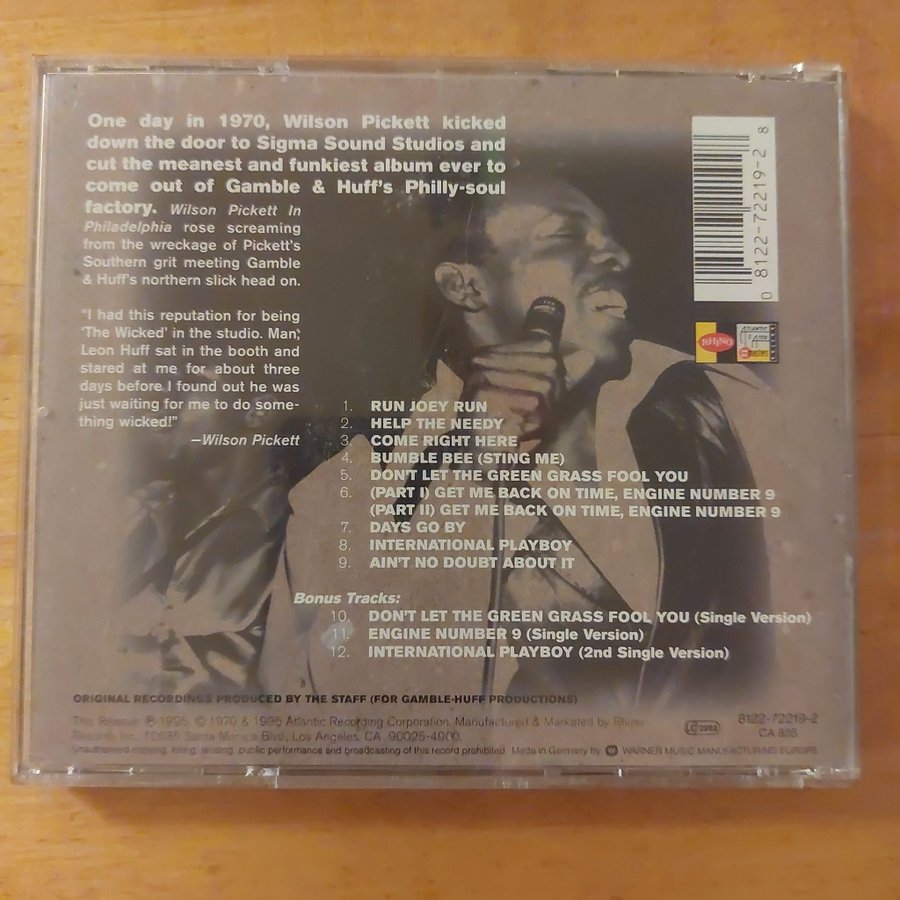 One day in 1970, Wilson Pickett kicked
down the door to Sigma Sound Studios and
cut the meanest and funkiest album ever to
come out of Gamble & Huff's Philly-soul
factory. Wilson Pickett In
Philadelphia rose screaming
from the wreckage of Pickett's
Southern grit meeting Gamble
& Huff's northern slick head on.
"I had this reputation for being
'The Wicked' in the studio. Man,
Leon Huff sat in the booth and
stared at me for about three
days before I found out he was
just waiting for me to do some-
thing wicked!"
—Wilson Pickett
0 8122-72219-2 8
RHINO
1. RUN JOEY RUN
2. HELP THE NEEDY
3. COME RIGHT HERE
4. BUMBLE BEE (STING ME)
5. DON'T LET THE GREEN GRASS FOOL YOU
6. (PART I) GET ME BACK ON TIME, ENGINE NUMBER 9
(PART II) GET ME BACK ON TIME, ENGINE NUMBER 9
7. DAYS GO BY
8. INTERNATIONAL PLAYBOY
9. AIN'T NO DOUBT ABOUT IT
Bonus Tracks:
10. DON'T LET THE GREEN GRASS FOOL YOU (Single Version)
11. ENGINE NUMBER 9 (Single Version)
12. INTERNATIONAL PLAYBOY (2nd Single Version)
ORIGINAL RECORDINGS PRODUCED BY THE STAFF (FOR GAMBLE-HUFF PRODUCTIONS)
This Release ℗ 1995, © 1970 & 1995 Atlantic Recording Corporation. Manufactured & Marketed by Rhino
Records Inc., 10635 Santa Monica Blvd., Los Angeles, CA 90025-4900.
Unauthorized copying, hiring, lending, public performance and broadcasting of this record prohibited. Made in Germany by WARNER MUSIC MANUFACTURING EUROPE
8122-72219-2
CA 835